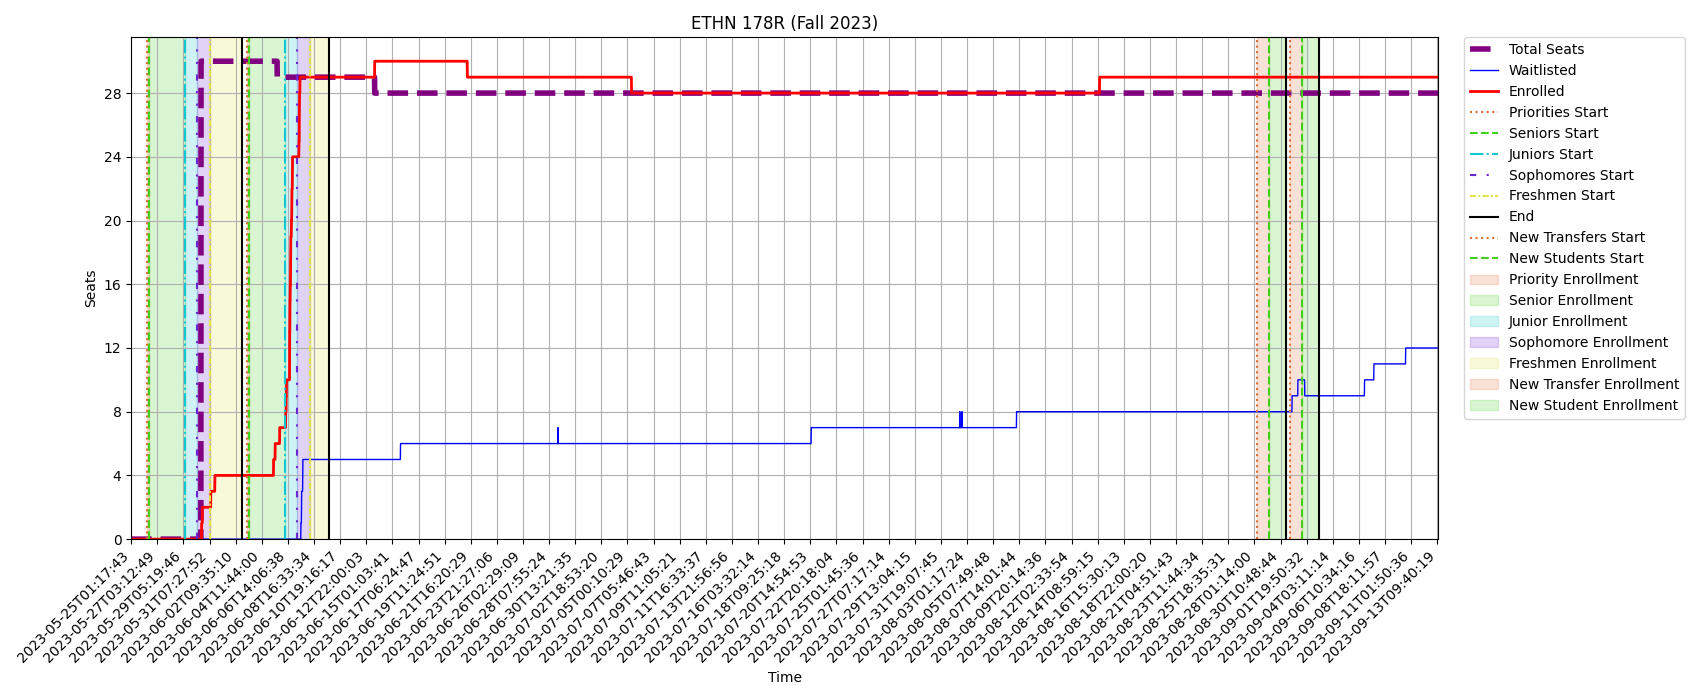 ETHN 178R (Fall 2023)
Seats
28
24
20
16
12
8
4
0
2023-05-25T01:17:43
2023-05-27T03:12:49
2023-05-29T05:19:46
2023-05-31T07:27:52
2023-06-02T09:35:10
2023-06-04T11:44:00
2023-06-06T14:06:38
2023-06-08T16:33:34
2023-06-10T19:16:17
2023-06-12T22:00:03
2023-06-15T01:03:41
2023-06-17T06:24:47
2023-06-19T11:24:51
2023-06-21T16:20:29
2023-06-23T21:27:06
2023-06-26T02:29:09
2023-06-28T07:55:24
2023-06-30T13:21:35
2023-07-02T18:53:20
2023-07-05T00:10:29
2023-07-07T05:46:43
2023-07-09T11:05:21
2023-07-11T16:33:37
2023-07-13T21:56:56
2023-07-16T03:32:14
2023-07-18T09:25:18
2023-07-20T14:54:53
2023-07-22T20:18:04
2023-07-25T01:45:36
2023-07-27T07:17:14
2023-07-29T13:04:15
2023-07-31T19:07:45
2023-08-03T01:17:24
2023-08-05T07:49:48
2023-08-07T14:01:44
2023-08-09T20:14:36
2023-08-12T02:33:54
2023-08-14T08:59:15
2023-08-16T15:30:13
2023-08-18T22:00:20
2023-08-21T04:51:43
2023-08-23T11:44:34
2023-08-25T18:35:31
2023-08-28T01:14:00
2023-08-30T10:48:44
2023-09-01T19:50:32
2023-09-04T03:11:14
2023-09-06T10:34:16
2023-09-08T18:11:57
2023-09-11T01:50:36
2023-09-13T09:40:19
Time
Total Seats
Waitlisted
Enrolled
Priorities Start
Seniors Start
Juniors Start
Sophomores Start
Freshmen Start
End
New Transfers Start
New Students Start
Priority Enrollment
Senior Enrollment
Junior Enrollment
Sophomore Enrollment
Freshmen Enrollment
New Transfer Enrollment
New Student Enrollment